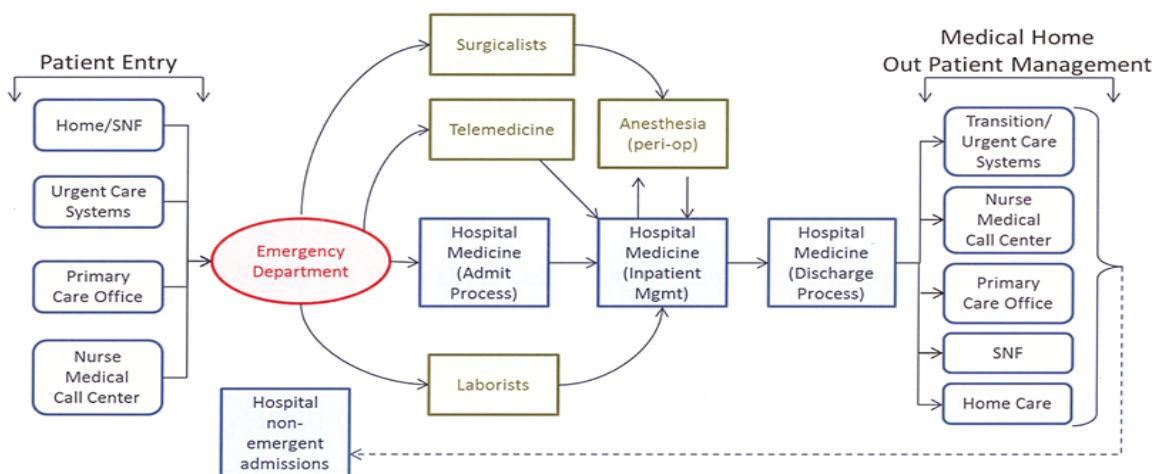 Patient Entry
Home/SNF
Urgent Care
Systems
Primary
Care Office
Nurse
Medical
Call Center
Emergency
Department
Hospital
non-
emergent
admissions
Surgicalists
Telemedicine
Anesthesia
(peri-op)
Hospital
Medicine
(Admit
Process)
Hospital
Medicine
(Inpatient
Mgmt)
Hospital
Medicine
(Discharge
Process)
Laborists
Medical Home
Out Patient Management
Transition/
Urgent Care
Systems
Nurse
Medical
Call Center
Primary
Care Office
SNF
Home Care